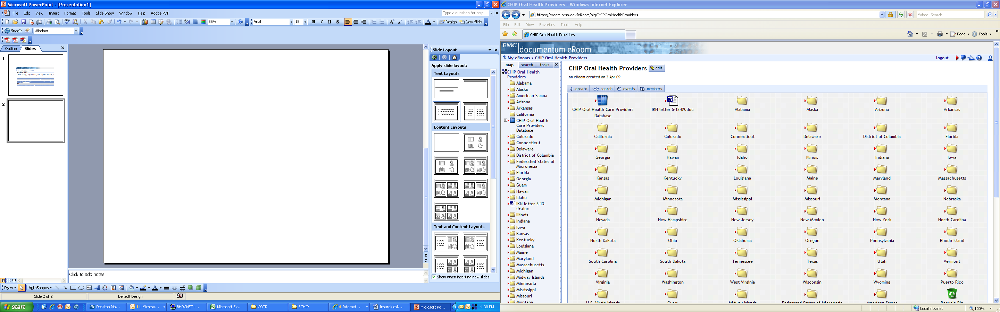 Microsoft PowerPoint - [Presentation1]
File Edit View Insert Format Tools Slide Show Window Help Adobe PDF
Type a question for help
85%
Arial
18
B I U S
Design
New Slide
SnagIt
Window
Outline
Slides
1
2
Slide Layout
Apply slide layout:
Text Layouts
Content Layouts
Text and Content Layouts
Show when inserting new slides
Click to add notes
Draw
AutoShapes
Slide 2 of 2
Default Design
start
Desktop Ma...
11 Microso...
BHDCNET - ...
Microsoft Ex...
COTR
SCHIP
4 Internet ...
InsureKidsN...
Microsoft Po...
4:30 PM
CHIP Oral Health Providers - Windows Internet Explorer
https://eroom.hrsa.gov/eRoom/oit/CHIPOralHealthProviders
Yahoo! Search
File Edit View Favorites Tools Help
CHIP Oral Health Providers
Page
Tools
EMC² documentum eRoom
My eRooms > CHIP Oral Health Providers
logout
map search tasks
CHIP Oral Health
Providers
Alabama
Alaska
American Samoa
Arizona
Arkansas
California
CHIP Oral Health
Care Providers
Database
Colorado
Connecticut
Delaware
District of Columbia
Federated States of
Micronesia
Florida
Georgia
Guam
Hawaii
Idaho
IKN letter 5-13-
09.doc
Illinois
Indiana
Iowa
Kansas
Kentucky
Louisiana
Maine
Maryland
Massachusetts
Michigan
Midway Islands
Minnesota
Mississippi
Missouri
Montana
CHIP Oral Health Providers
edit
an eRoom created on 2 Apr 09
create search events members
CHIP Oral Health Care Providers
Database
IKN letter 5-13-09.doc
Alabama Alaska Arizona Arkansas
California Colorado Connecticut Delaware District of Columbia Florida
Georgia Hawaii Idaho Illinois Indiana Iowa
Kansas Kentucky Louisiana Maine Maryland Massachusetts
Michigan Minnesota Mississippi Missouri Montana Nebraska
Nevada New Hampshire New Jersey New Mexico New York North Carolina
North Dakota Ohio Oklahoma Oregon Pennsylvania Rhode Island
South Carolina South Dakota Tennessee Texas Utah Vermont
Virginia Washington West Virginia Wisconsin Wyoming Puerto Rico
U.S. Virgin Islands Guam Midway Islands Federated States of Micronesia American Samoa Recycle Bin
Local intranet
100%